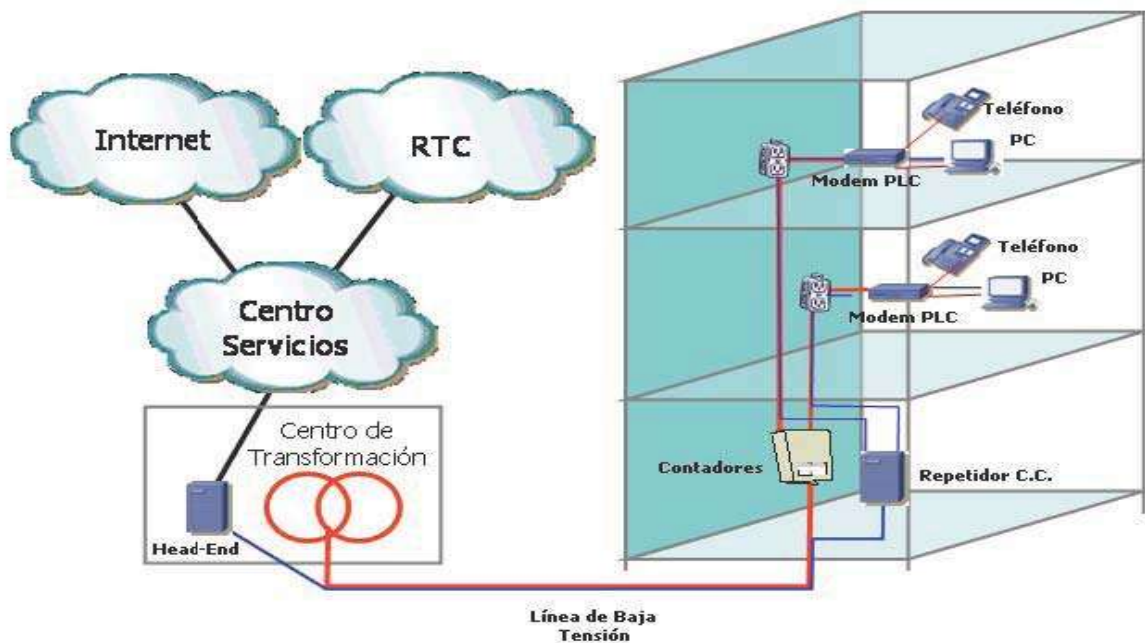 Internet
RTC
Centro
Servicios
Centro de
Transformación
Head-End
Línea de Baja
Tensión
Teléfono
PC
Modem PLC
Teléfono
PC
Modem PLC
Contadores
Repetidor C.C.